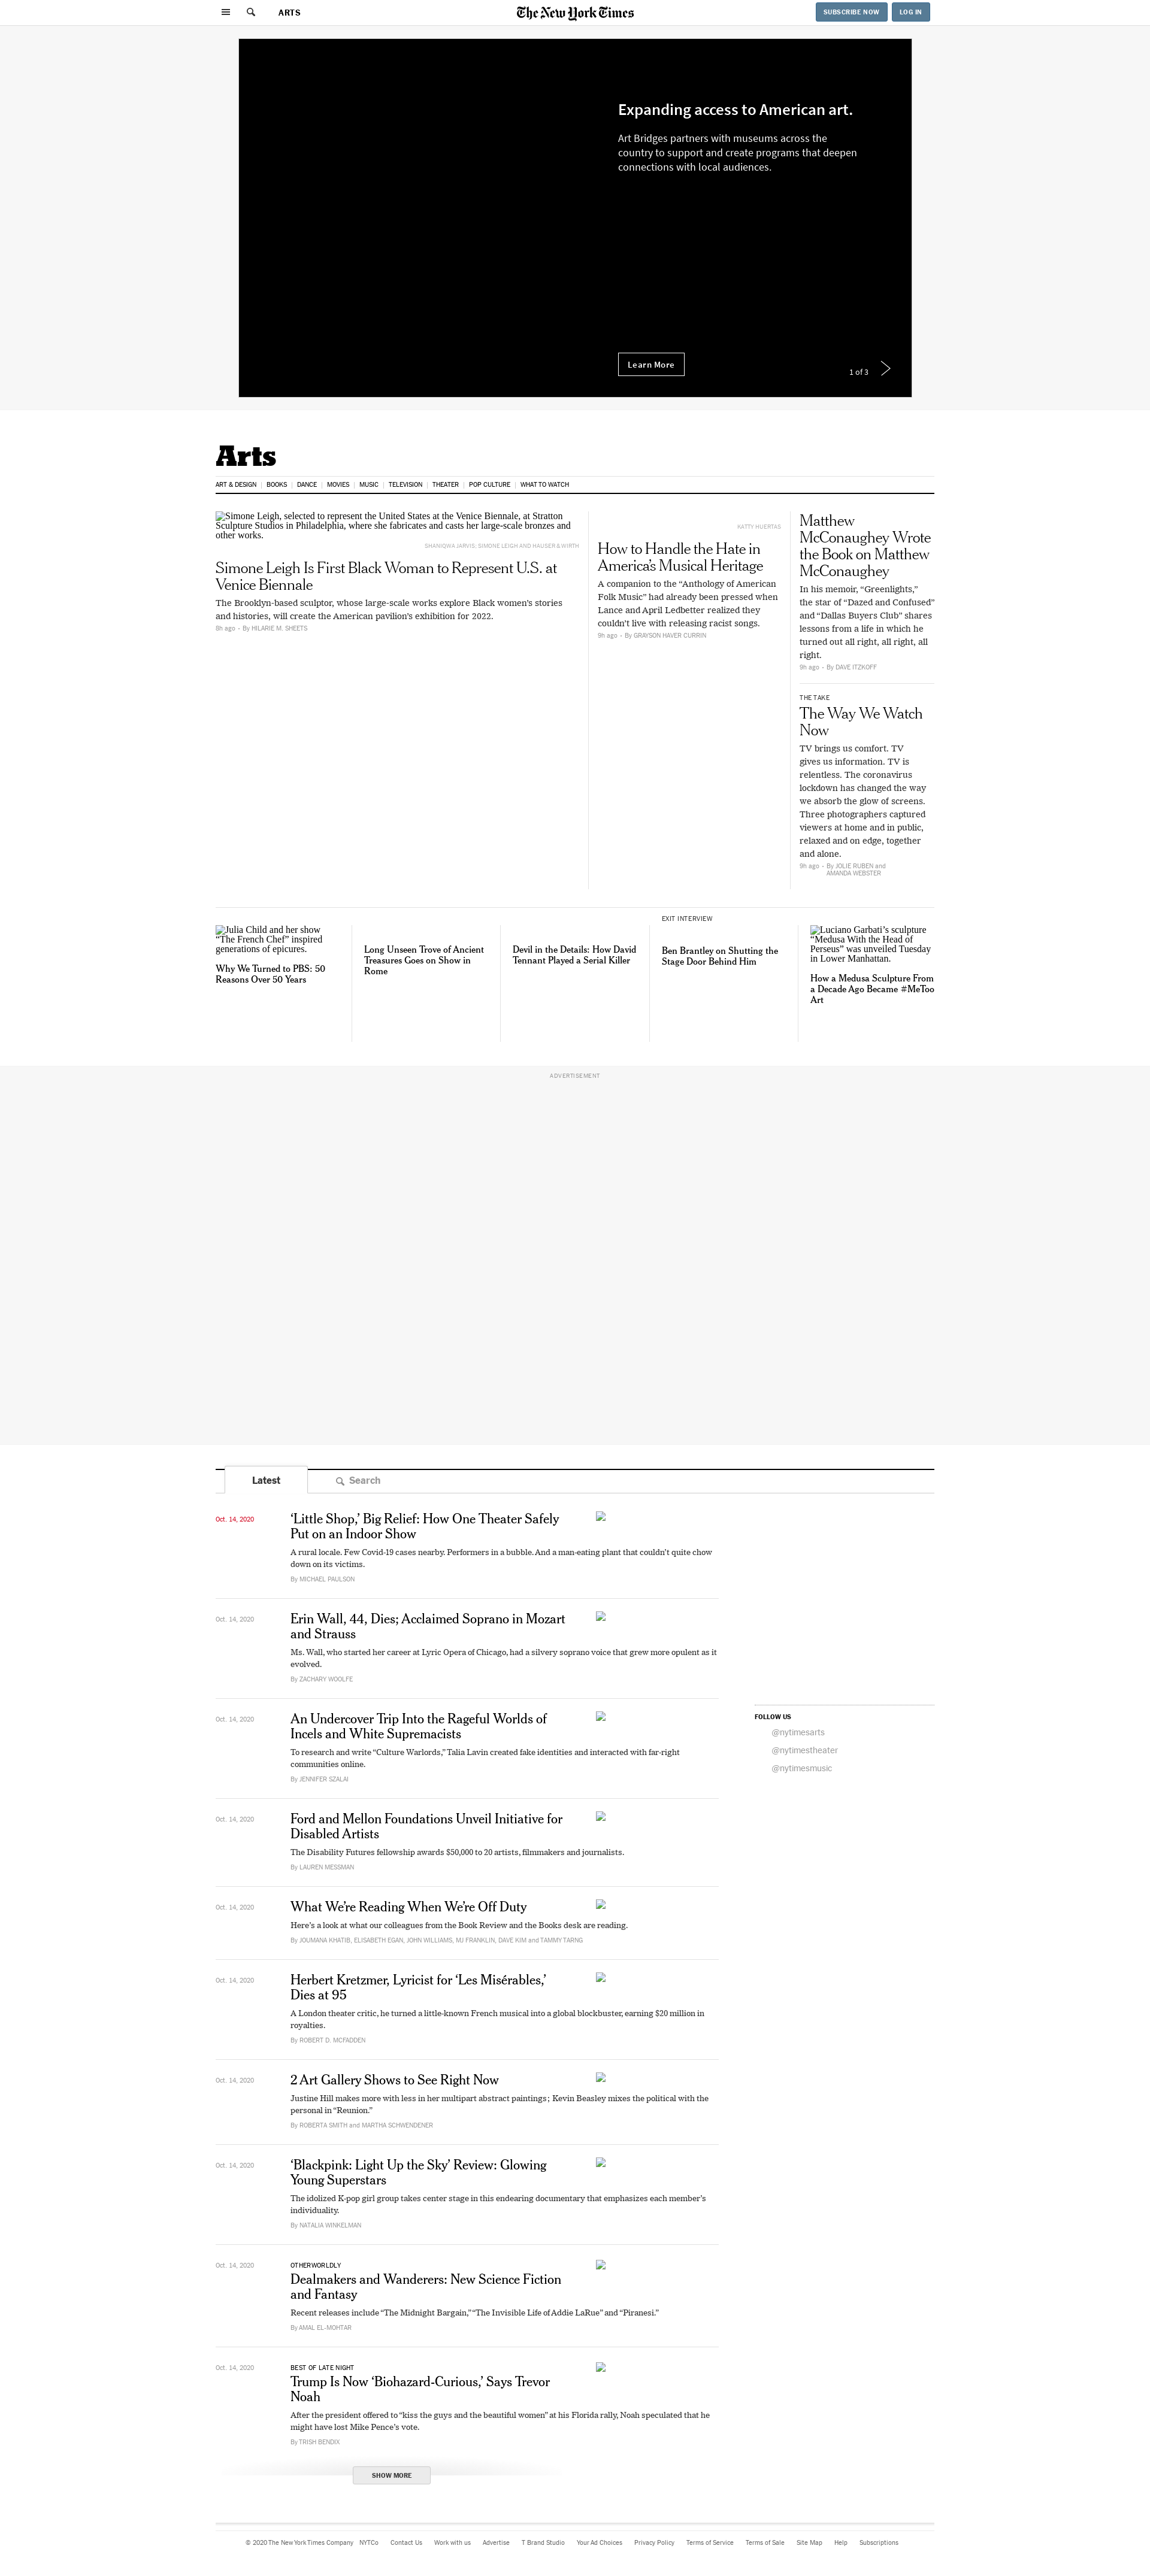 ARTS
The New York Times
SUBSCRIBE NOW
LOG IN
Expanding access to American art.
Art Bridges partners with museums across the
country to support and create programs that deepen
connections with local audiences.
Learn More
1 of 3
Arts
ART & DESIGN | BOOKS | DANCE | MOVIES | MUSIC | TELEVISION | THEATER | POP CULTURE | WHAT TO WATCH
Simone Leigh, selected to represent the United States at the Venice Biennale, at Stratton
Sculpture Studios in Philadelphia, where she fabricates and casts her large-scale bronzes and
other works.
SHANIQWA JARVIS; SIMONE LEIGH AND HAUSER & WIRTH
Simone Leigh Is First Black Woman to Represent U.S. at
Venice Biennale
The Brooklyn-based sculptor, whose large-scale works explore Black women’s stories
and histories, will create the American pavilion’s exhibition for 2022.
6h ago • By HILARIE M. SHEETS
KATTY HUERTAS
How to Handle the Hate in
America’s Musical Heritage
A companion to the “Anthology of American
Folk Music” had already been pressed when
Lance and April Ledbetter realized they
couldn’t live with releasing racist songs.
9h ago • By GRAYSON HAVER CURRIN
Matthew
McConaughey Wrote
the Book on Matthew
McConaughey
In his memoir, “Greenlights,”
the star of “Dazed and Confused”
and “Dallas Buyers Club” shares
lessons from a life in which he
turned out all right, all right, all
right.
9h ago • By DAVE ITZKOFF
THE TAKE
The Way We Watch
Now
TV brings us comfort. TV
gives us information. TV is
relentless. The coronavirus
lockdown has changed the way
we absorb the glow of screens.
Three photographers captured
viewers at home and in public,
relaxed and on edge, together
and alone.
9h ago • By JOLIE RUBEN and
AMANDA WEBSTER
Julia Child and her show
“The French Chef” inspired
generations of epicures.
Why We Turned to PBS: 50
Reasons Over 50 Years
Long Unseen Trove of Ancient
Treasures Goes on Show in
Rome
Devil in the Details: How David
Tennant Played a Serial Killer
EXIT INTERVIEW
Ben Brantley on Shutting the
Stage Door Behind Him
Luciano Garbati’s sculpture
“Medusa With the Head of
Perseus” was unveiled Tuesday
in Lower Manhattan.
How a Medusa Sculpture From
a Decade Ago Became #MeToo
Art
ADVERTISEMENT
Latest
Search
Oct. 14, 2020
‘Little Shop,’ Big Relief: How One Theater Safely
Put on an Indoor Show
A rural locale. Few Covid-19 cases nearby. Performers in a bubble. And a man-eating plant that couldn’t quite chow
down on its victims.
By MICHAEL PAULSON
Oct. 14, 2020
Erin Wall, 44, Dies; Acclaimed Soprano in Mozart
and Strauss
Ms. Wall, who started her career at Lyric Opera of Chicago, had a silvery soprano voice that grew more opulent as it
evolved.
By ZACHARY WOOLFE
Oct. 14, 2020
An Undercover Trip Into the Rageful Worlds of
Incels and White Supremacists
To research and write “Culture Warlords,” Talia Lavin created fake identities and interacted with far-right
communities online.
By JENNIFER SZALAI
FOLLOW US
@nytimesarts
@nytimestheater
@nytimesmusic
Oct. 14, 2020
Ford and Mellon Foundations Unveil Initiative for
Disabled Artists
The Disability Futures fellowship awards $50,000 to 20 artists, filmmakers and journalists.
By LAUREN MESSMAN
Oct. 14, 2020
What We’re Reading When We’re Off Duty
Here’s a look at what our colleagues from the Book Review and the Books desk are reading.
By JOUMANA KHATIB, ELISABETH EGAN, JOHN WILLIAMS, MJ FRANKLIN, DAVE KIM and TAMMY TARNG
Oct. 14, 2020
Herbert Kretzmer, Lyricist for ‘Les Misérables,’
Dies at 95
A London theater critic, he turned a little-known French musical into a global blockbuster, earning $20 million in
royalties.
By ROBERT D. MCFADDEN
Oct. 14, 2020
2 Art Gallery Shows to See Right Now
Justine Hill makes more with less in her multipart abstract paintings; Kevin Beasley mixes the political with the
personal in “Reunion.”
By ROBERTA SMITH and MARTHA SCHWENDENER
Oct. 14, 2020
‘Blackpink: Light Up the Sky’ Review: Glowing
Young Superstars
The idolized K-pop girl group takes center stage in this endearing documentary that emphasizes each member’s
individuality.
By NATALIA WINKELMAN
Oct. 14, 2020
OTHERWORLDLY
Dealmakers and Wanderers: New Science Fiction
and Fantasy
Recent releases include “The Midnight Bargain,” “The Invisible Life of Addie LaRue” and “Piranesi.”
By AMAL EL-MOHTAR
Oct. 14, 2020
BEST OF LATE NIGHT
Trump Is Now ‘Biohazard-Curious,’ Says Trevor
Noah
After the president offered to “kiss the guys and the beautiful women” at his Florida rally, Noah speculated that he
might have lost Mike Pence’s vote.
By TRISH BENDIX
SHOW MORE
© 2020 The New York Times Company NYTCo Contact Us Work with us Advertise T Brand Studio Your Ad Choices Privacy Policy Terms of Service Terms of Sale Site Map Help Subscriptions